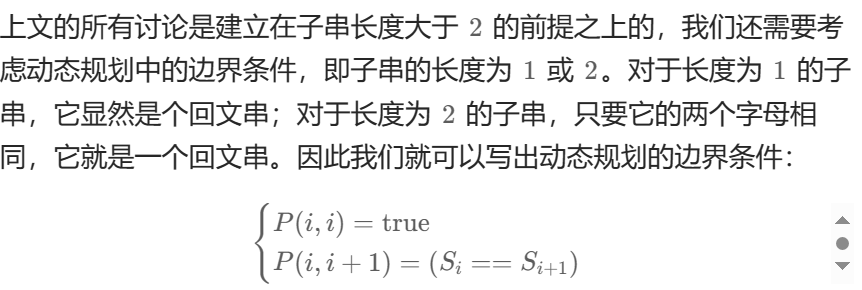 上文的所有讨论是建立在子串长度大于 2 的前提之上的，我们还需要考
虑动态规划中的边界条件，即子串的长度为 1 或 2。对于长度为 1 的子
串，它显然是个回文串；对于长度为 2 的子串，只要它的两个字母相
同，它就是一个回文串。因此我们就可以写出动态规划的边界条件：
P(i, i) = true
P(i, i + 1) = (S_i == S_{i+1})